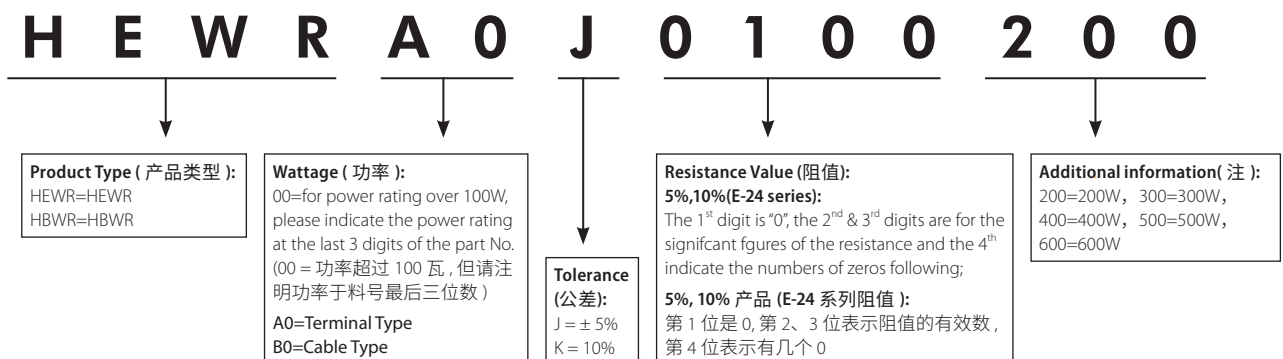 H E W R A 0 J 0 1 0 0 2 0 0
Product Type ( 产品类型 ):
HEWR=HEWR
HBWR=HBWR
Wattage ( 功率 ):
00=for power rating over 100W,
please indicate the power rating
at the last 3 digits of the part No.
(00 = 功率超过 100 瓦 , 但请注
明功率于料号最后三位数 )
A0=Terminal Type
B0=Cable Type
Tolerance
(公差):
J = ± 5%
K = 10%
Resistance Value (阻值):
5%,10%(E-24 series):
The 1st digit is “0”, the 2nd & 3rd digits are for the
signifcant fgures of the resistance and the 4th
indicate the numbers of zeros following;
5%, 10% 产品 (E-24 系列阻值 ):
第 1 位是 0, 第 2、3 位表示阻值的有效数 ,
第 4 位表示有几个 0
Additional information( 注 ):
200=200W，300=300W，
400=400W，500=500W，
600=600W